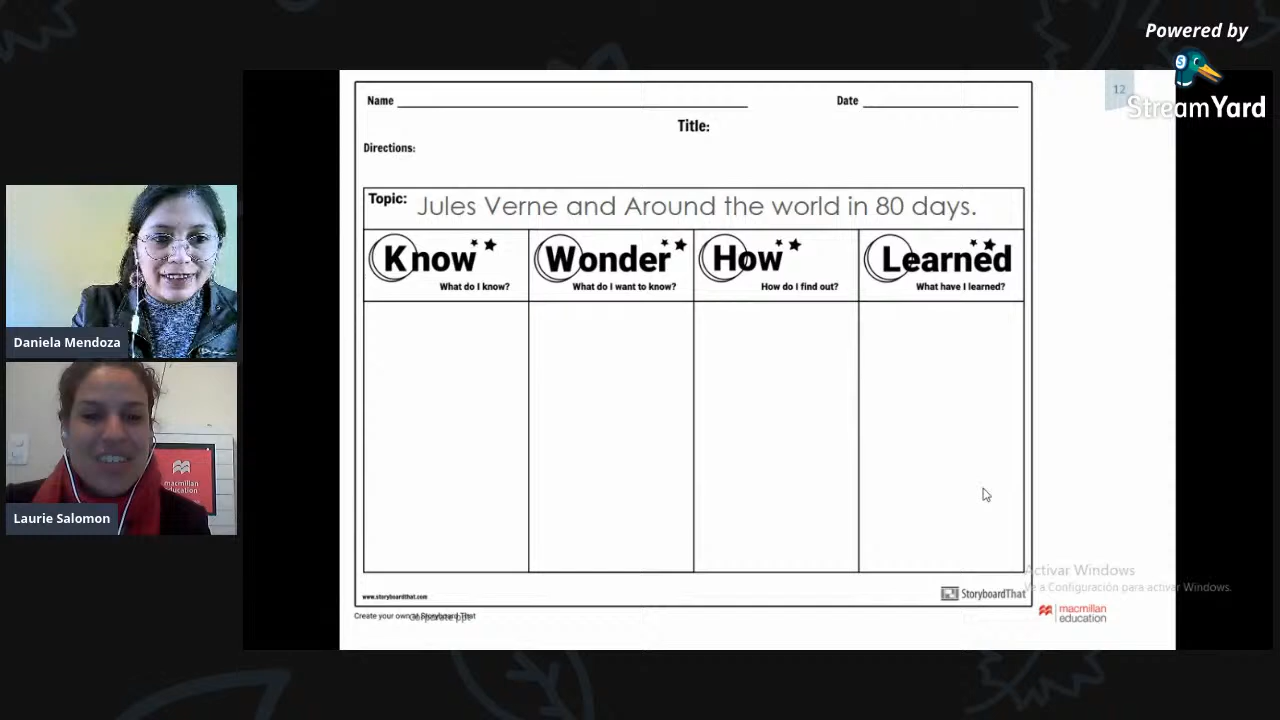 Powered by
StreamYard
12
Name
Date
Title:
Directions:
Topic: Jules Verne and Around the world in 80 days.
Know
What do I know?
Wonder
What do I want to know?
How
How do I find out?
Learned
What have I learned?
Daniela Mendoza
macmillan
education
Laurie Salomon
Activar Windows
Ve a Configuración para activar Windows.
www.storyboardthat.com
StoryboardThat
Create your own at Storyboard That
Corporate ppt
macmillan
education